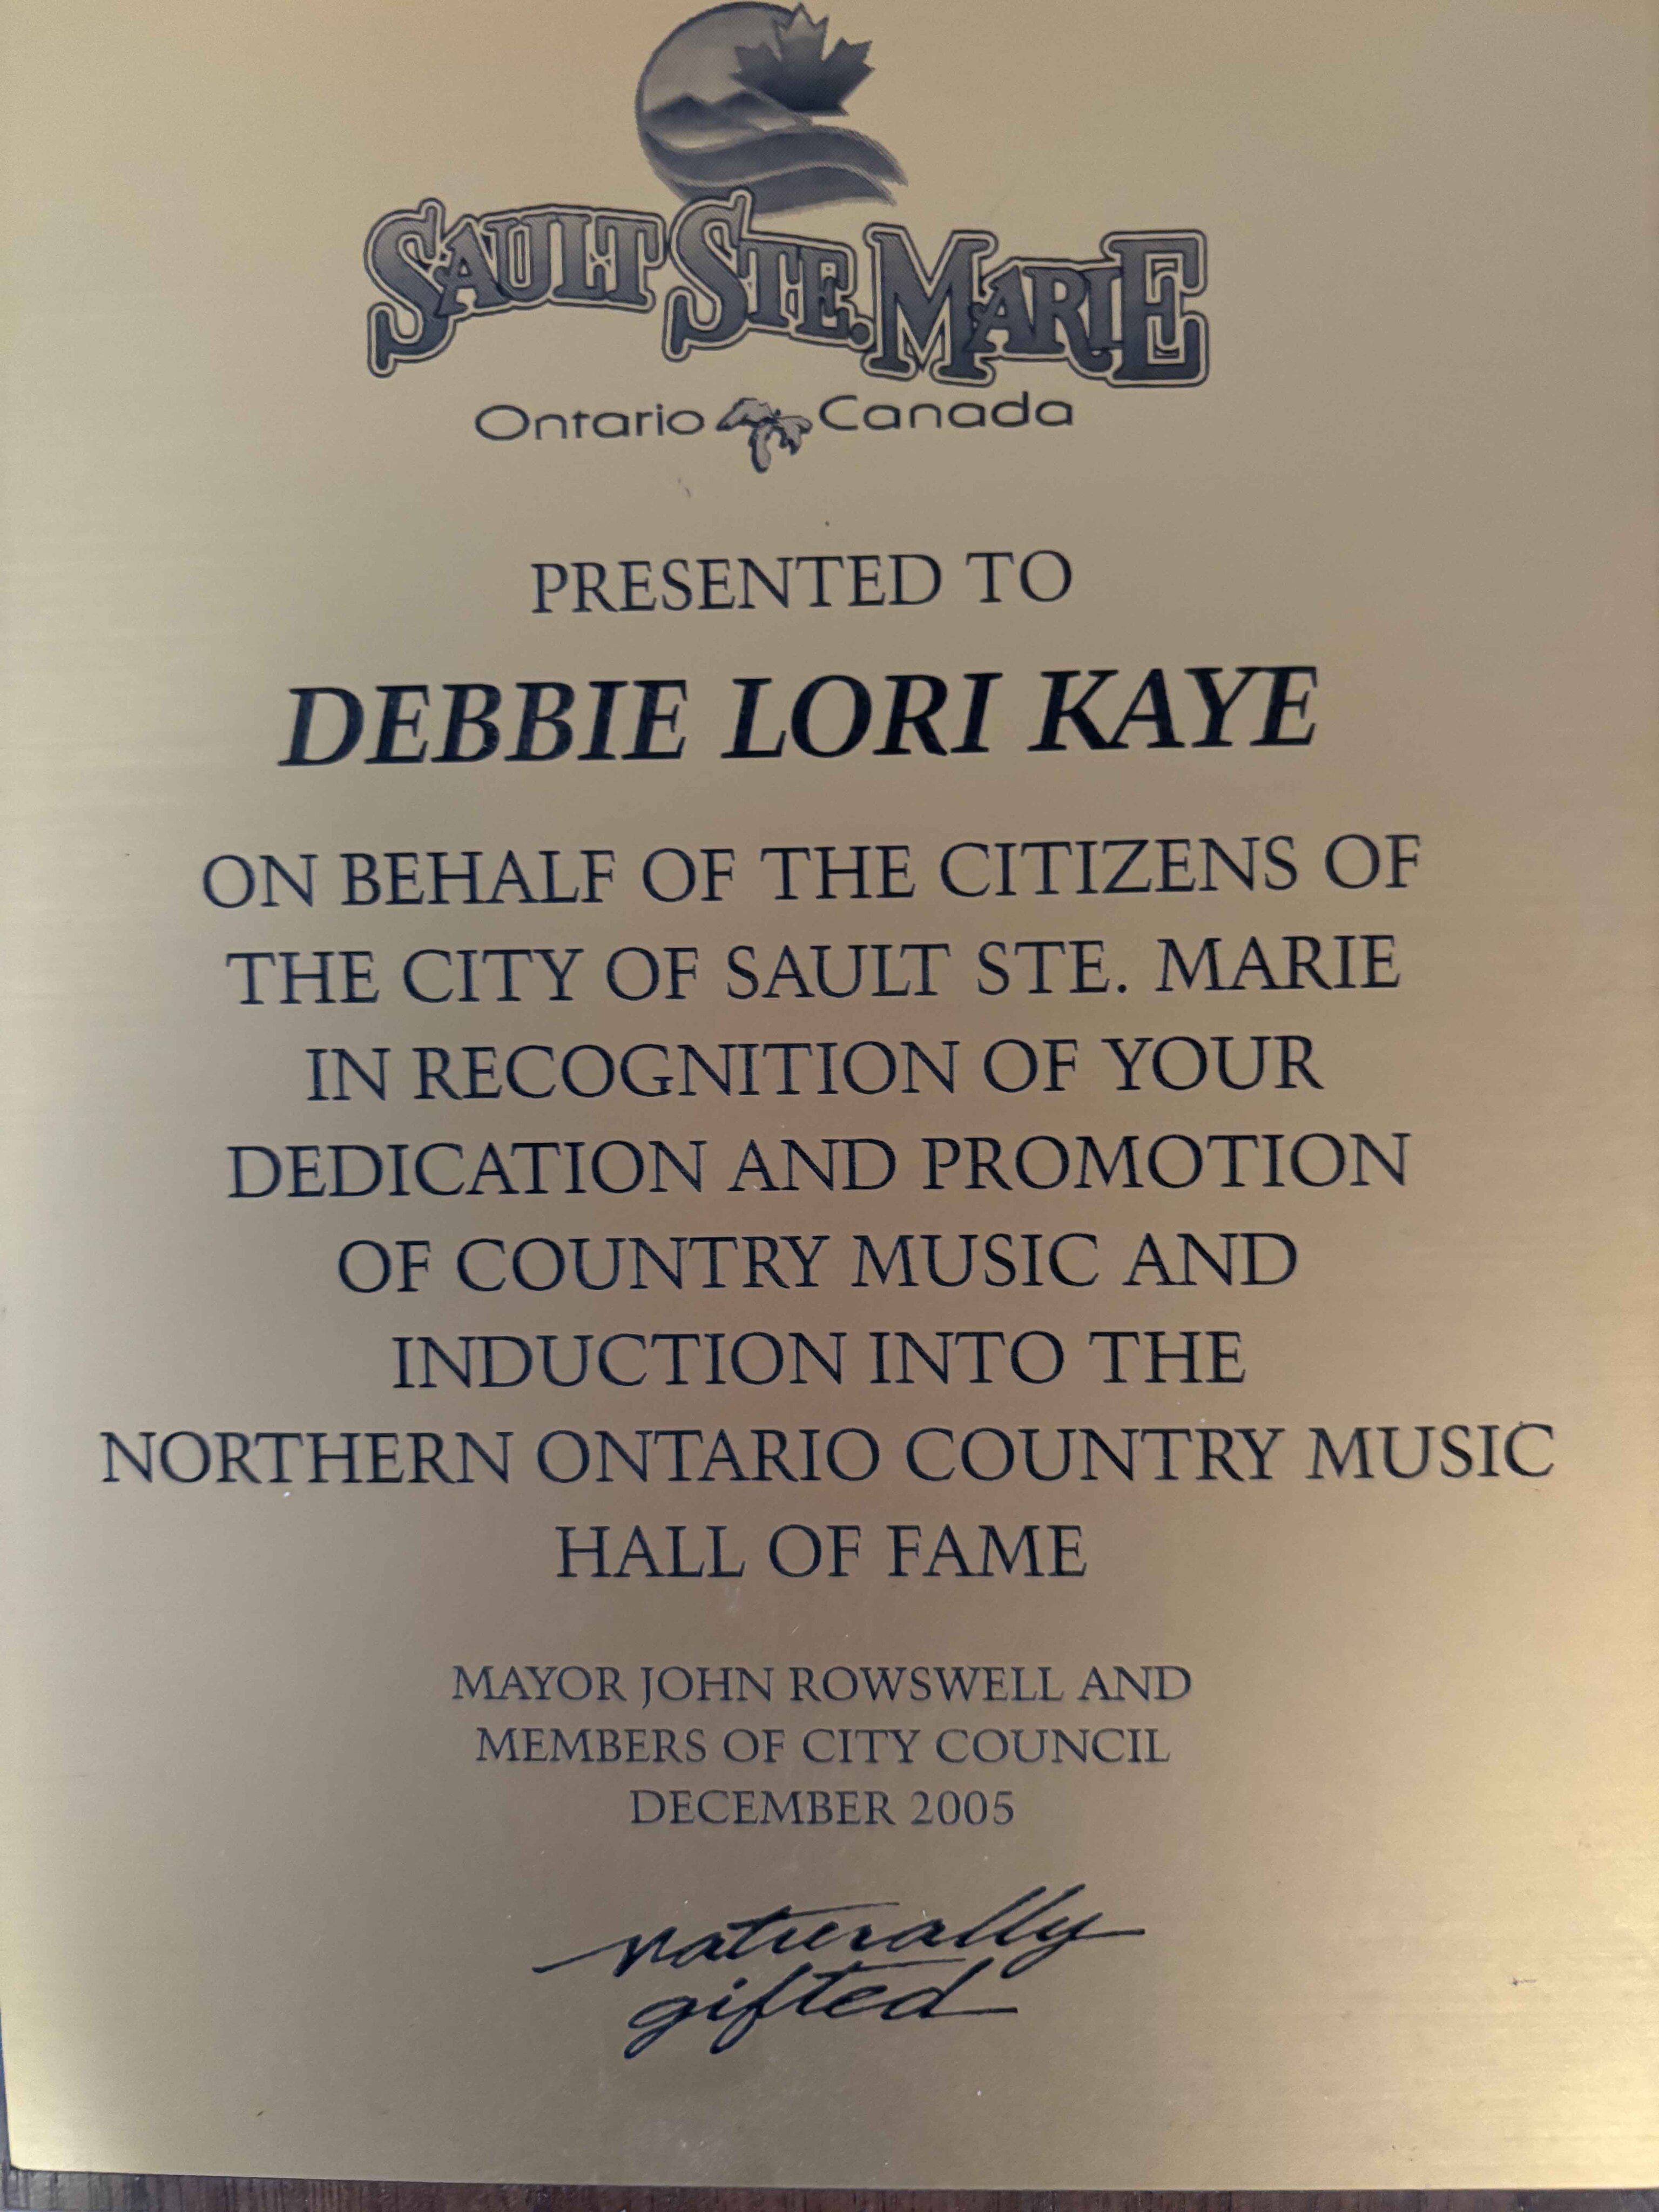 SAULT STE. MARIE
Ontario Canada
PRESENTED TO
DEBBIE LORI KAYE
ON BEHALF OF THE CITIZENS OF
THE CITY OF SAULT STE. MARIE
IN RECOGNITION OF YOUR
DEDICATION AND PROMOTION
OF COUNTRY MUSIC AND
INDUCTION INTO THE
NORTHERN ONTARIO COUNTRY MUSIC
HALL OF FAME
MAYOR JOHN ROWSWELL AND
MEMBERS OF CITY COUNCIL
DECEMBER 2005
naturally
gifted